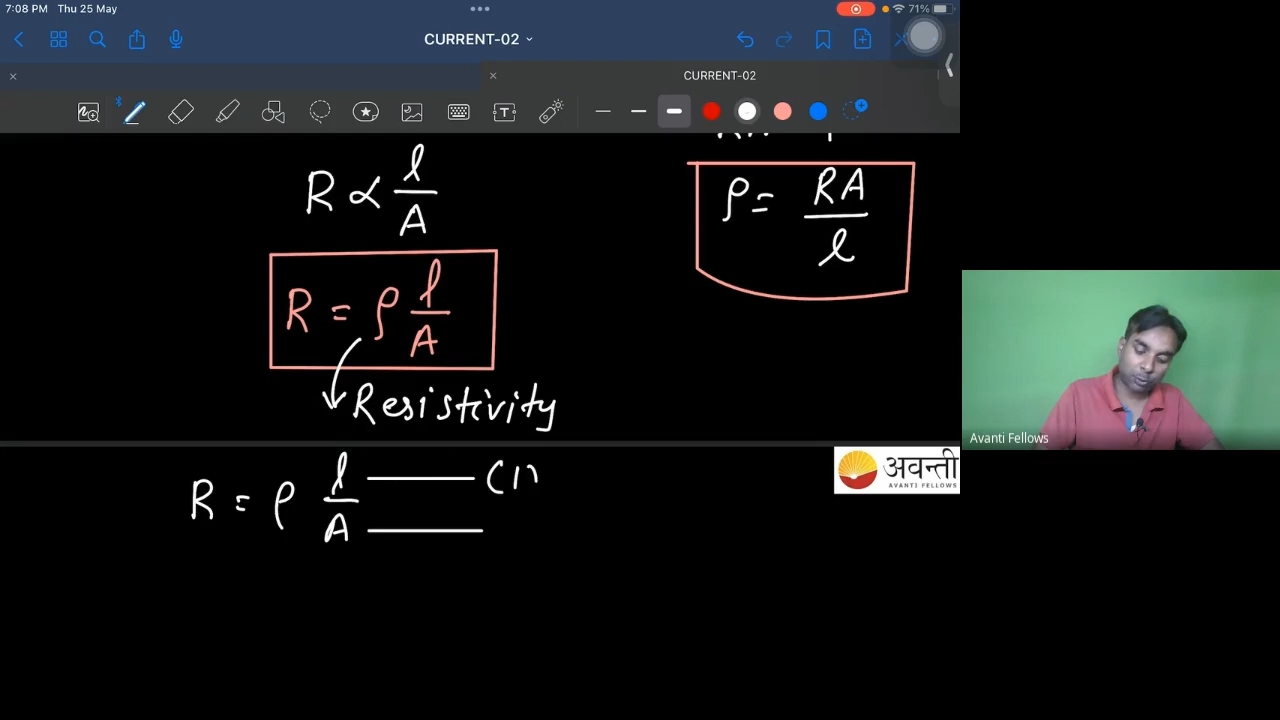 7:08 PM Thu 25 May
71%
CURRENT-02
CURRENT-02
R ∝ l/A
ρ = RA/l
R = ρ l/A
Resistivity
Avanti Fellows
R = ρ l/A (1)
अवन्ती
AVANTI FELLOWS